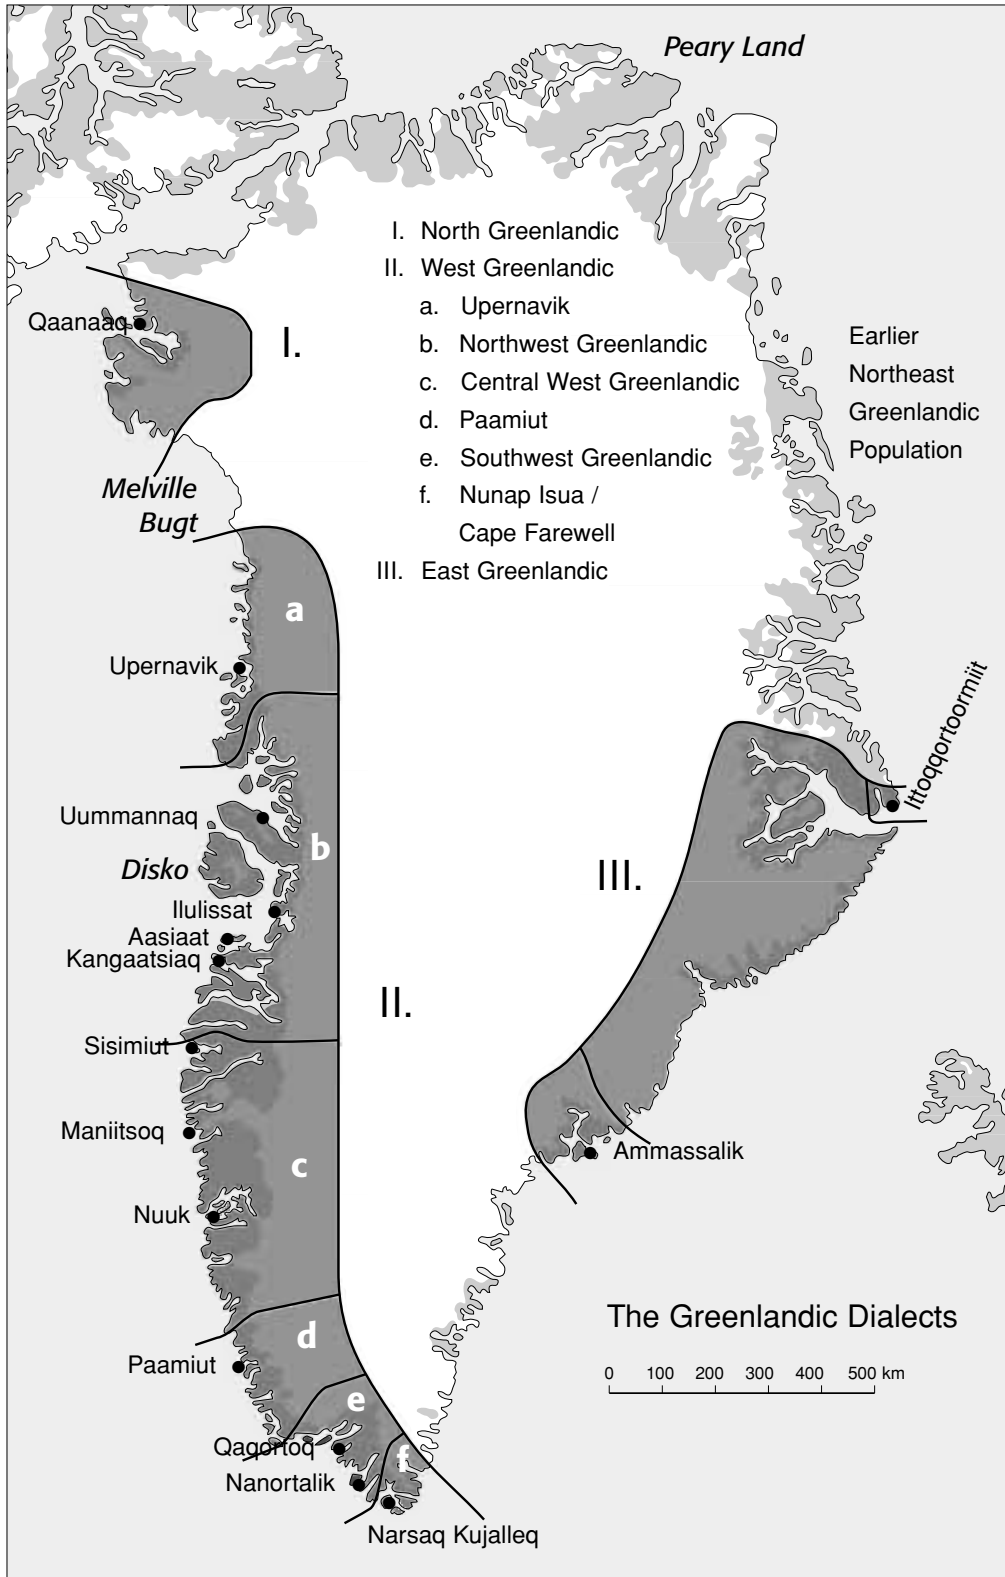 Peary Land
I. North Greenlandic
II. West Greenlandic
a. Upernavik
b. Northwest Greenlandic
c. Central West Greenlandic
d. Paamiut
e. Southwest Greenlandic
f. Nunap Isua /
Cape Farewell
III. East Greenlandic
Qaanaaq
I.
Earlier
Northeast
Greenlandic
Population
Melville
Bugt
a
Upernavik
Ittoqqortoormiit
Uummannaq
b
Disko
III.
Ilulissat
Aasiaat
Kangaatsiaq
II.
Sisimiut
Maniitsoq
Ammassalik
c
Nuuk
The Greenlandic Dialects
d
Paamiut
0 100 200 300 400 500 km
e
Qaqortoq
f
Nanortalik
Narsaq Kujalleq